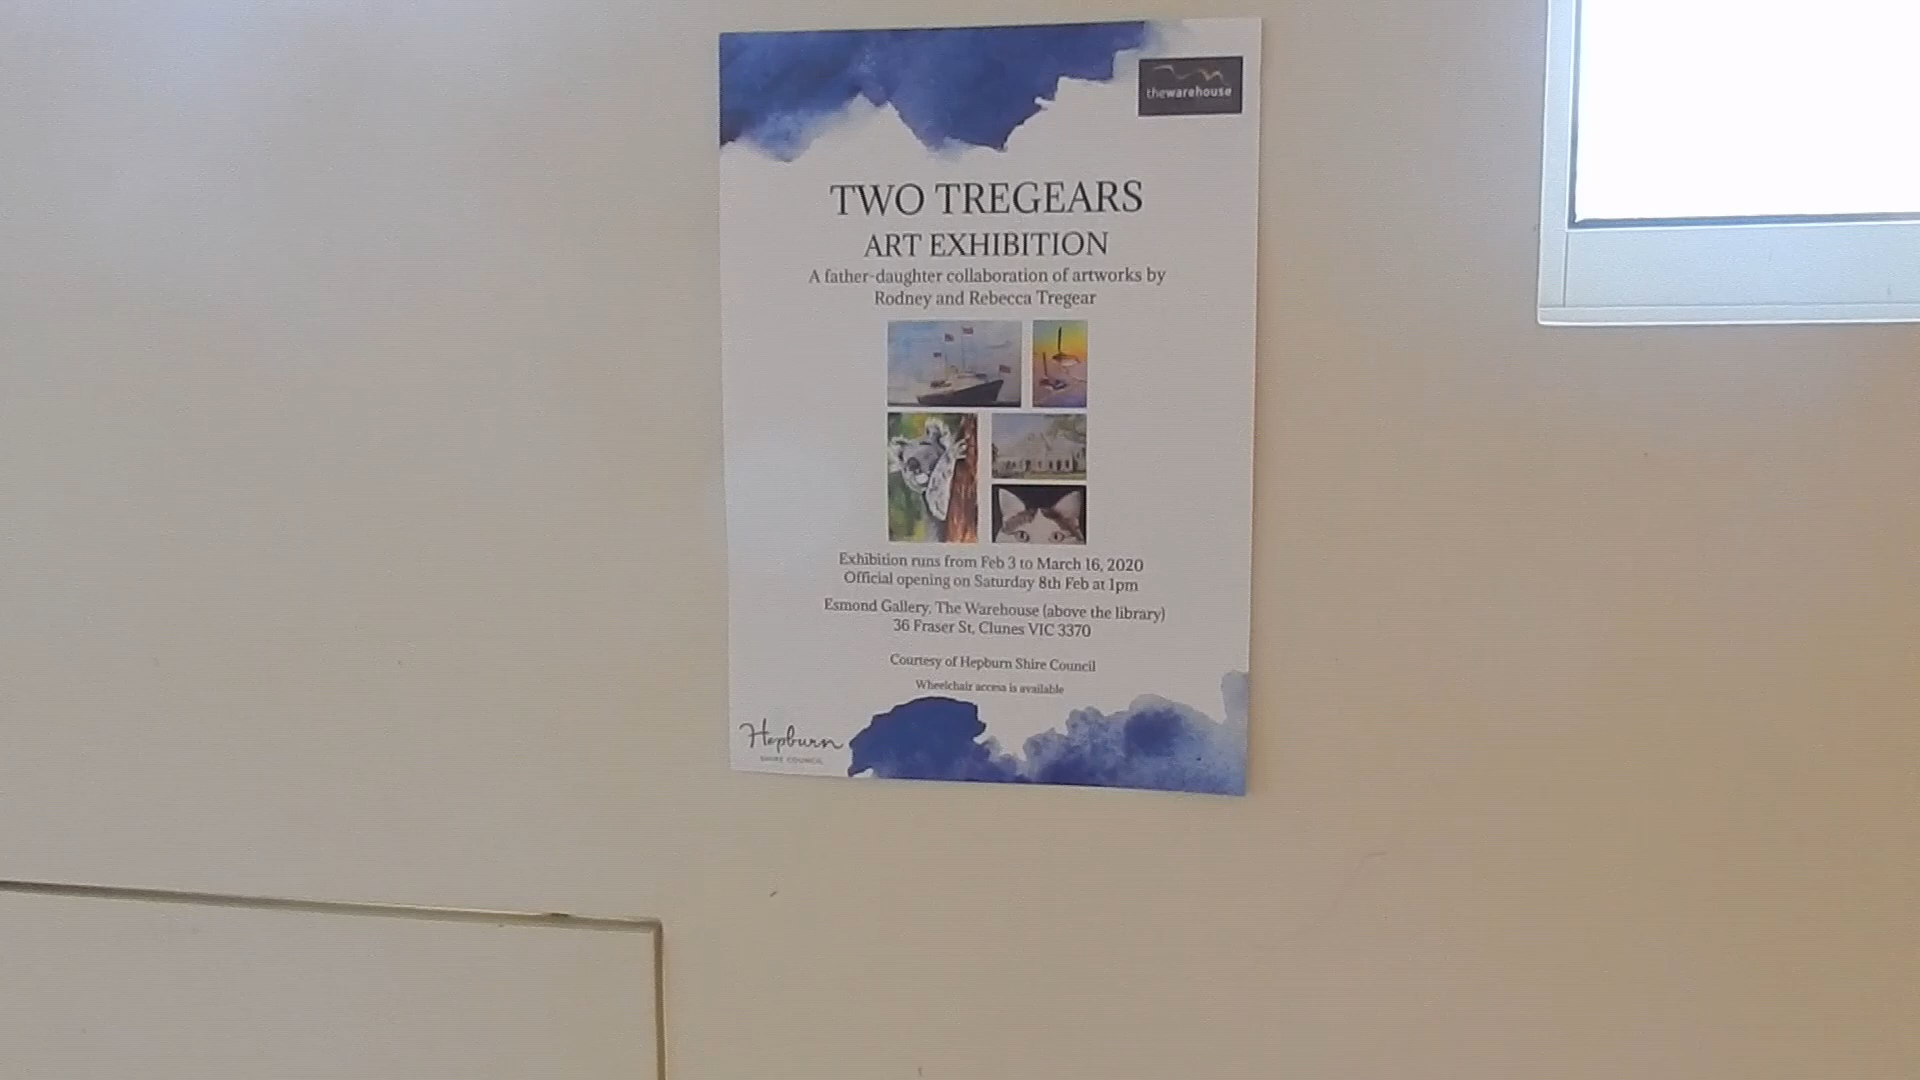 thewarehouse
TWO TREGEARS
ART EXHIBITION
A father-daughter collaboration of artworks by
Rodney and Rebecca Tregear
Exhibition runs from Feb 3 to March 16, 2020
Official opening on Saturday 8th Feb at 1pm
Esmond Gallery, The Warehouse (above the library)
36 Fraser St, Clunes VIC 3370
Courtesy of Hepburn Shire Council
Wheelchair access is available
Hepburn
SHIRE COUNCIL